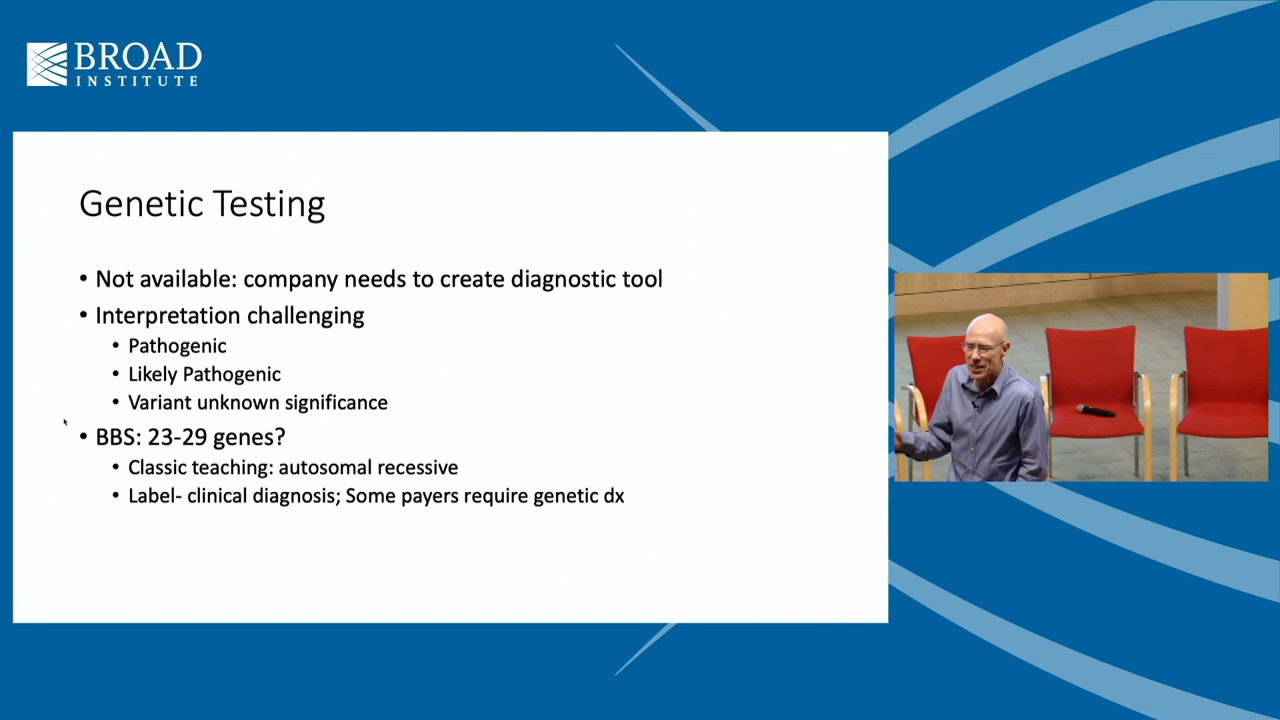 BROAD
INSTITUTE
Genetic Testing
• Not available: company needs to create diagnostic tool
• Interpretation challenging
• Pathogenic
• Likely Pathogenic
• Variant unknown significance
• BBS: 23-29 genes?
• Classic teaching: autosomal recessive
• Label- clinical diagnosis; Some payers require genetic dx